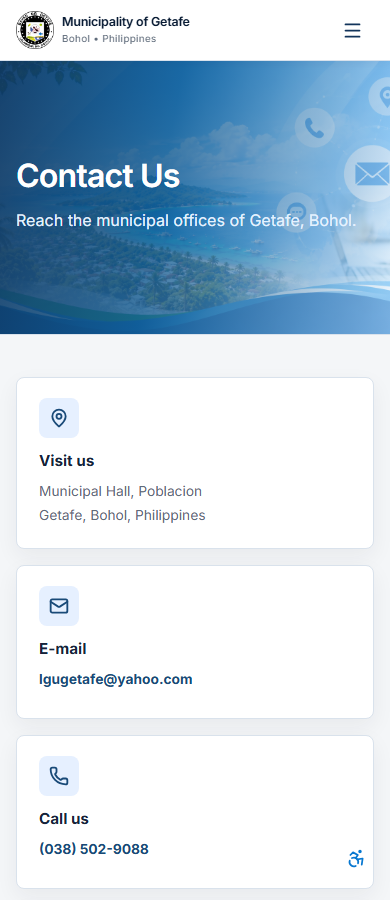 Municipality of Getafe
Bohol • Philippines
Contact Us
Reach the municipal offices of Getafe, Bohol.
Visit us
Municipal Hall, Poblacion
Getafe, Bohol, Philippines
E-mail
lgugetafe@yahoo.com
Call us
(038) 502-9088